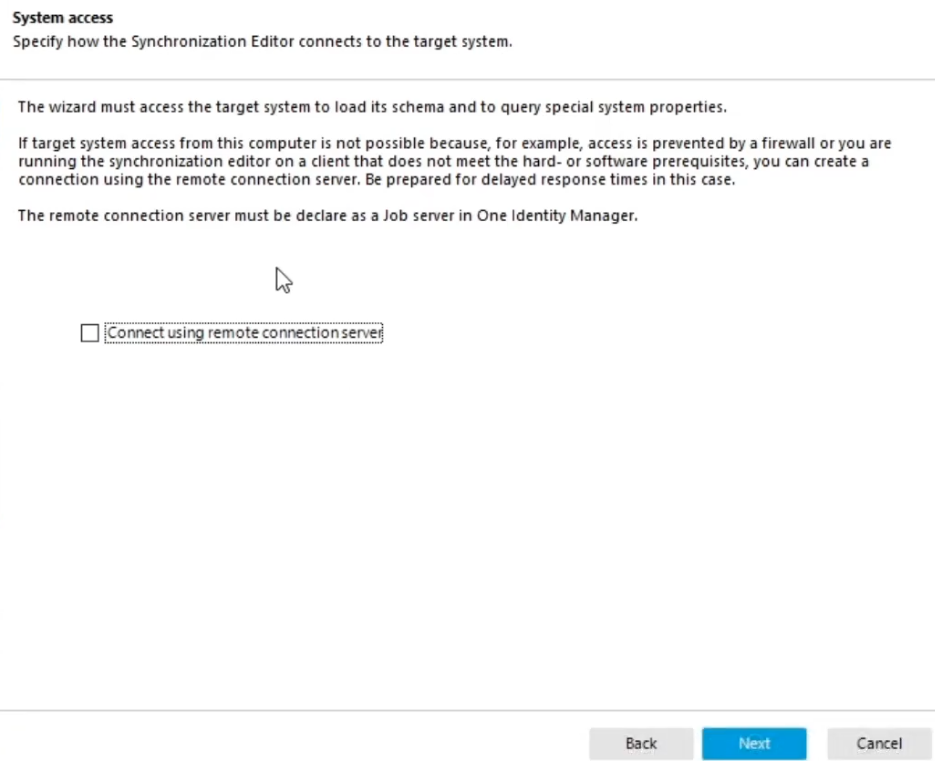 System access
Specify how the Synchronization Editor connects to the target system.
The wizard must access the target system to load its schema and to query special system properties.
If target system access from this computer is not possible because, for example, access is prevented by a firewall or you are
running the synchronization editor on a client that does not meet the hard- or software prerequisites, you can create a
connection using the remote connection server. Be prepared for delayed response times in this case.
The remote connection server must be declare as a Job server in One Identity Manager.
Connect using remote connection server
Back
Next
Cancel